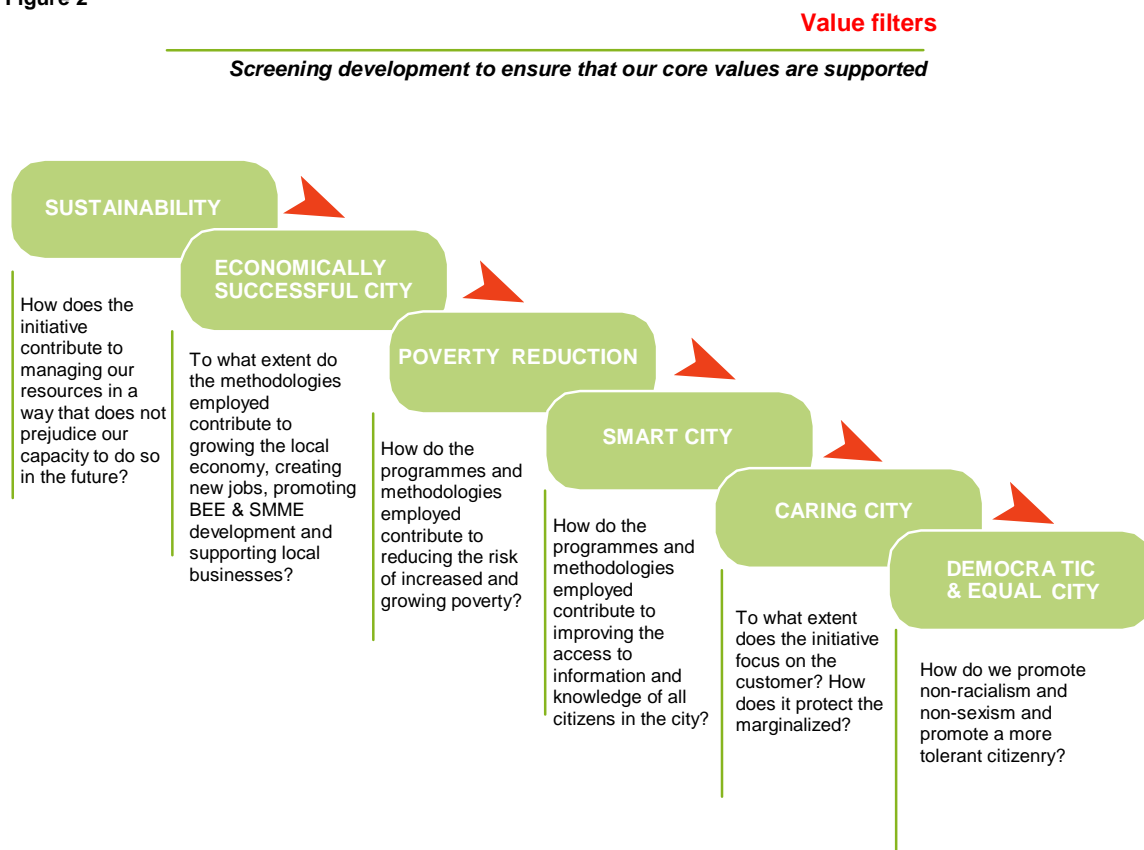 Figure 2
Value filters
Screening development to ensure that our core values are supported
SUSTAINABILITY
How does the
initiative
contribute to
managing our
resources in a
way that does not
prejudice our
capacity to do so
in the future?
ECONOMICALLY
SUCCESSFUL CITY
To what extent do
the methodologies
employed
contribute to
growing the local
economy, creating
new jobs, promoting
BEE & SMME
development and
supporting local
businesses?
POVERTY REDUCTION
How do the
programmes and
methodologies
employed
contribute to
reducing the risk
of increased and
growing poverty?
SMART CITY
How do the
programmes and
methodologies
employed
contribute to
improving the
access to
information and
knowledge of all
citizens in the city?
CARING CITY
To what extent
does the initiative
focus on the
customer? How
does it protect the
marginalized?
DEMOCRA TIC
& EQUAL CITY
How do we promote
non-racialism and
non-sexism and
promote a more
tolerant citizenry?